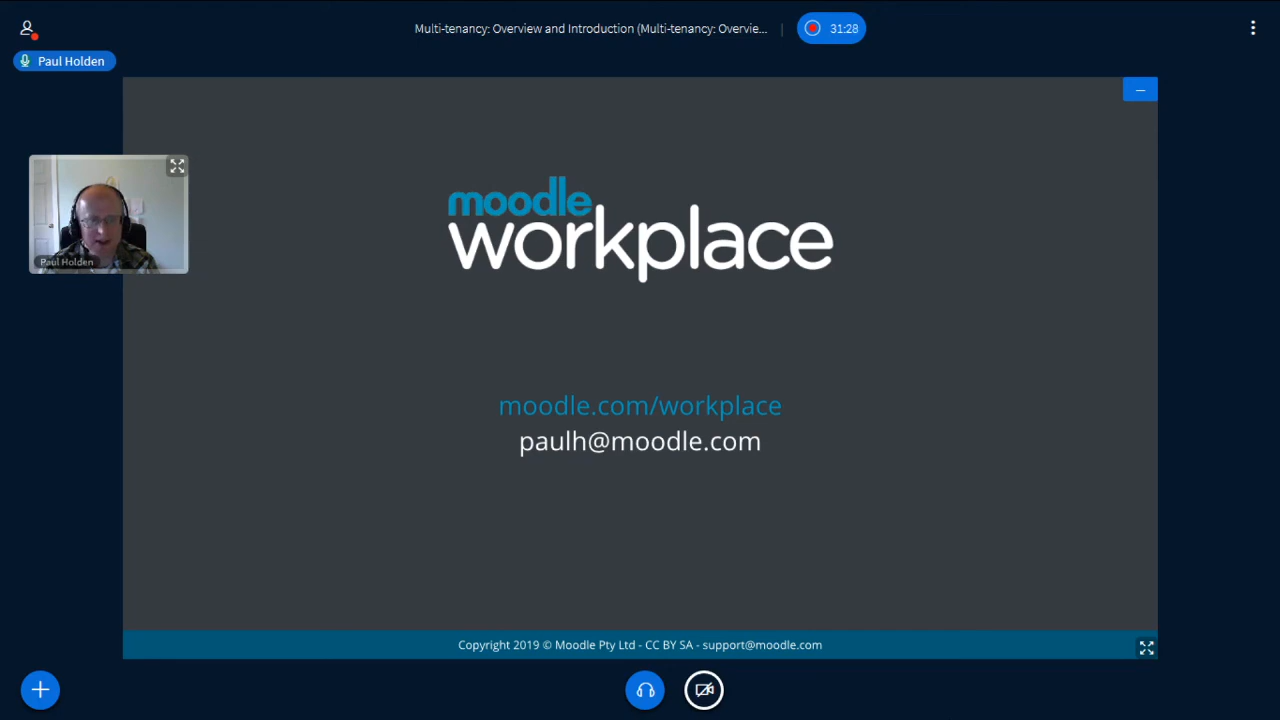 Multi-tenancy: Overview and Introduction (Multi-tenancy: Overvie...
31:28
Paul Holden
Paul Holden
moodle
workplace
moodle.com/workplace
paulh@moodle.com
Copyright 2019 © Moodle Pty Ltd - CC BY SA - support@moodle.com